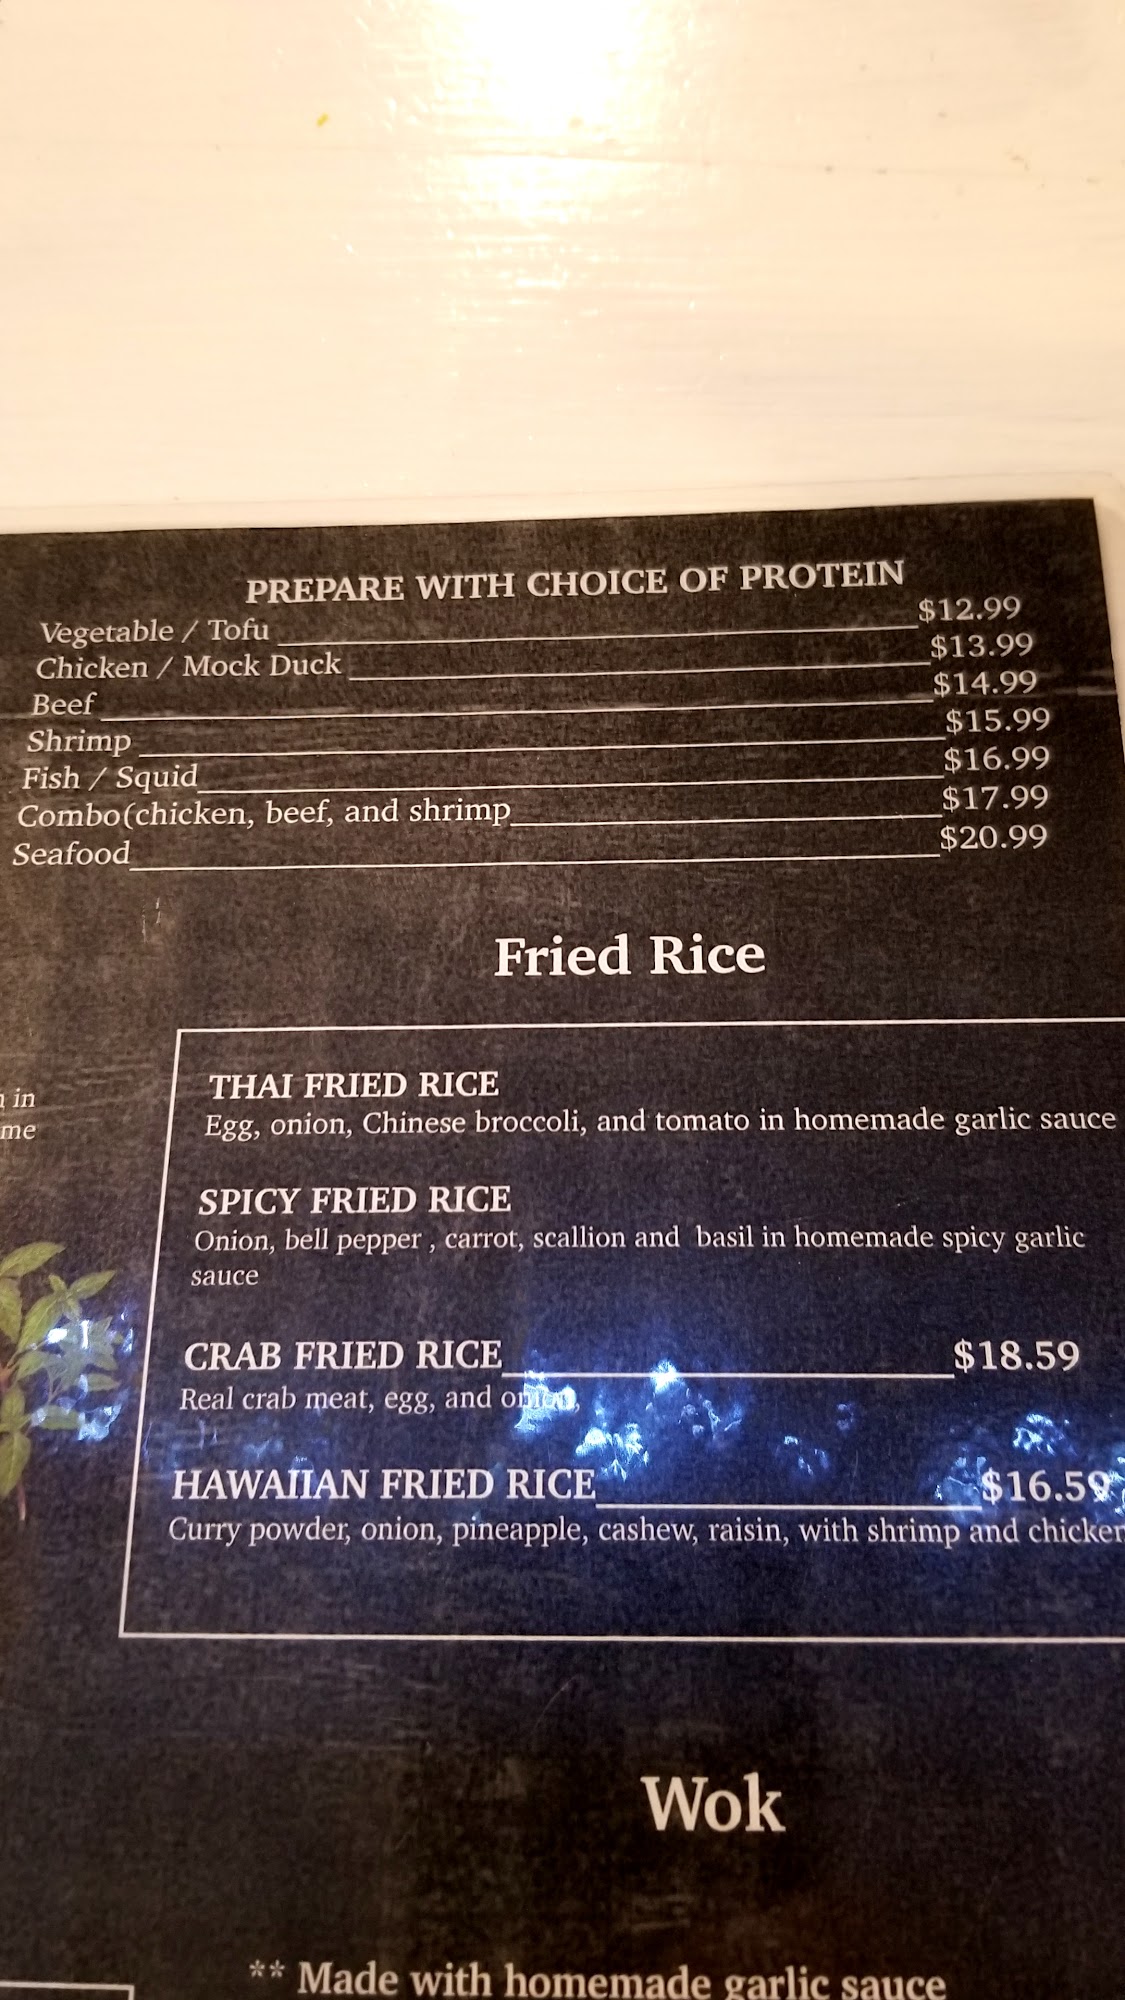 PREPARE WITH CHOICE OF PROTEIN
Vegetable / Tofu $12.99
Chicken / Mock Duck $13.99
Beef $14.99
Shrimp $15.99
Fish / Squid $16.99
Combo(chicken, beef, and shrimp $17.99
Seafood $20.99
Fried Rice
in
me
THAI FRIED RICE
Egg, onion, Chinese broccoli, and tomato in homemade garlic sauce
SPICY FRIED RICE
Onion, bell pepper , carrot, scallion and basil in homemade spicy garlic
sauce
CRAB FRIED RICE $18.59
Real crab meat, egg, and onion,
HAWAIIAN FRIED RICE $16.59
Curry powder, onion, pineapple, cashew, raisin, with shrimp and chicken
Wok
** Made with homemade garlic sauce